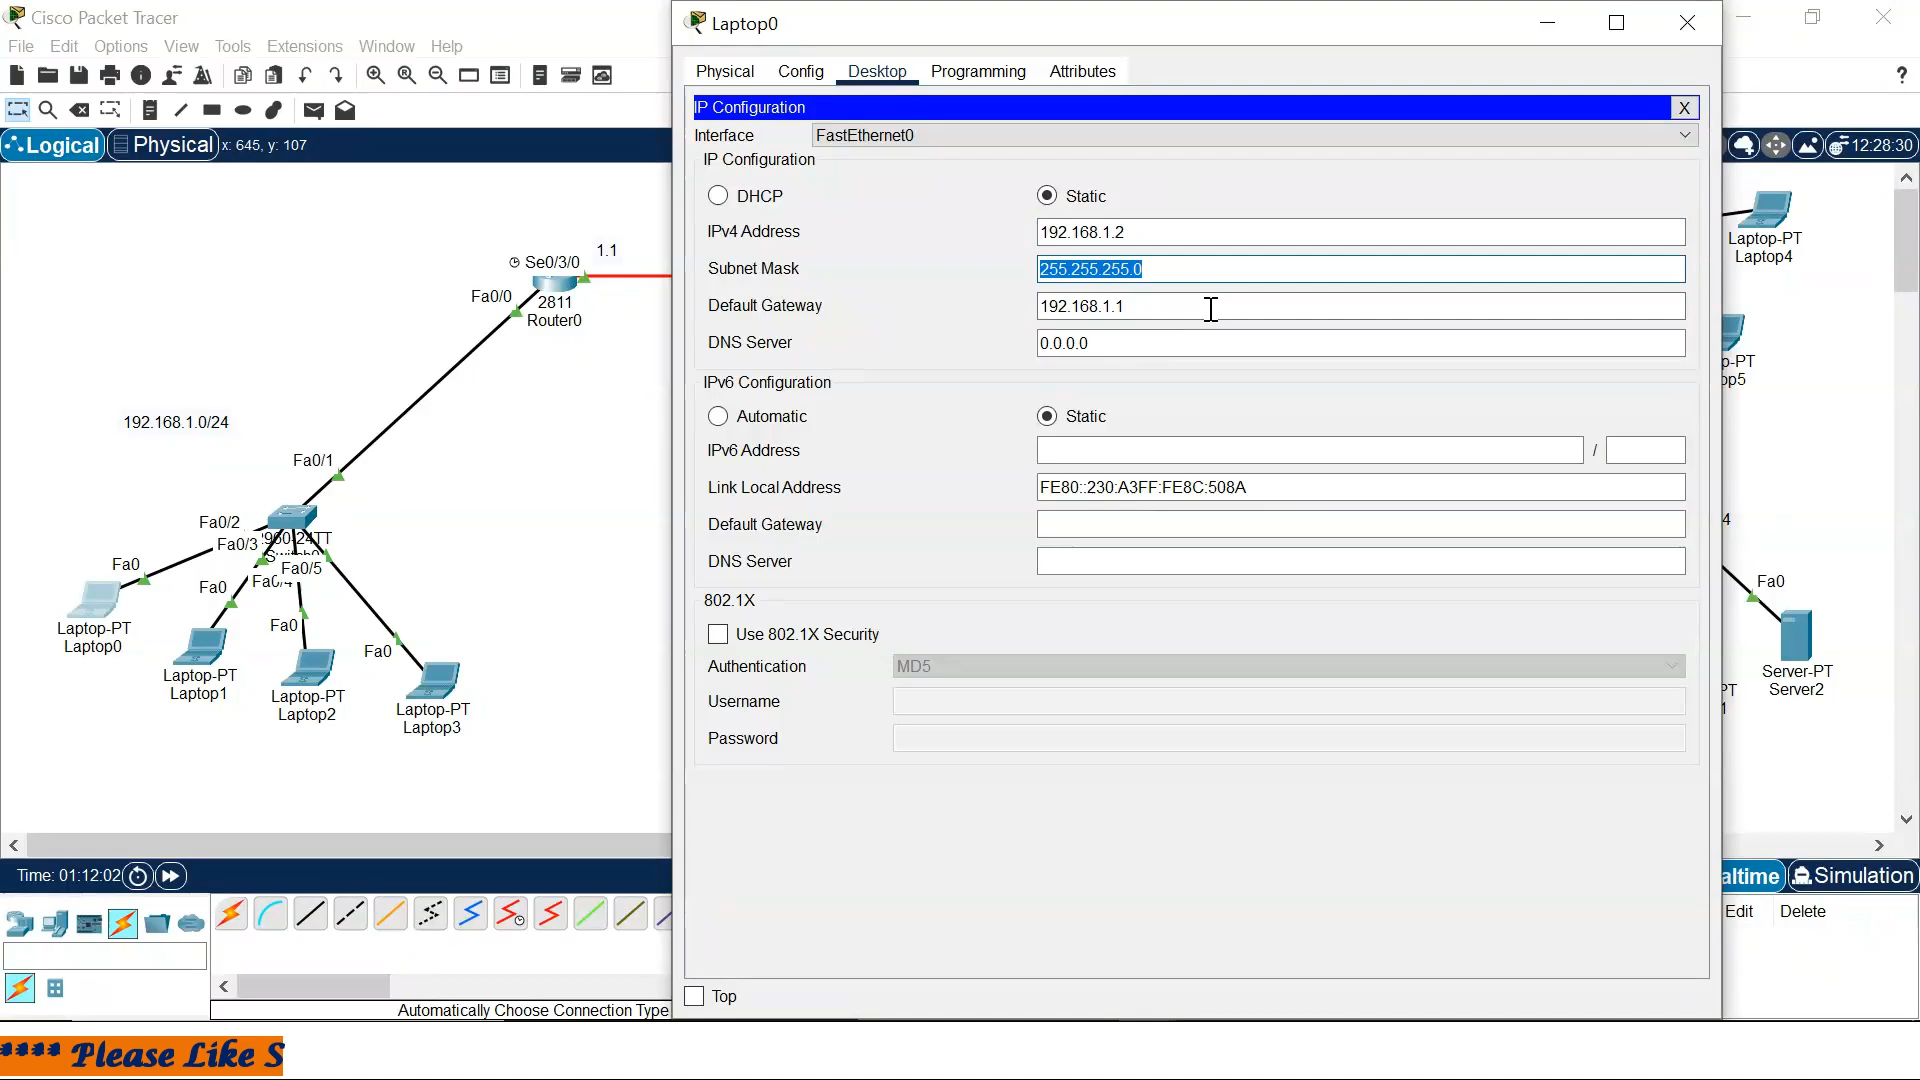 Cisco Packet Tracer
File Edit Options View Tools Extensions Window Help
Logical Physical x: 645, y: 107
1.1
Se0/3/0
Fa0/0
2811
Router0
192.168.1.0/24
Fa0/1
Fa0/2
Fa0/3
Fa0/5
Fa0
Fa0
Fa0
Fa0
Laptop-PT
Laptop0
Laptop-PT
Laptop1
Laptop-PT
Laptop2
Laptop-PT
Laptop3
Time: 01:12:02
Automatically Choose Connection Type
Laptop0
Physical Config Desktop Programming Attributes
IP Configuration X
Interface FastEthernet0
IP Configuration
DHCP Static
IPv4 Address 192.168.1.2
Subnet Mask 255.255.255.0
Default Gateway 192.168.1.1
DNS Server 0.0.0.0
IPv6 Configuration
Automatic Static
IPv6 Address /
Link Local Address FE80::230:A3FF:FE8C:508A
Default Gateway
DNS Server
802.1X
Use 802.1X Security
Authentication MD5
Username
Password
Top
?
12:28:30
Laptop-PT
Laptop4
p-PT
op5
4
Fa0
Server-PT
Server2
PT
1
altime Simulation
Edit Delete
**** Please Like S